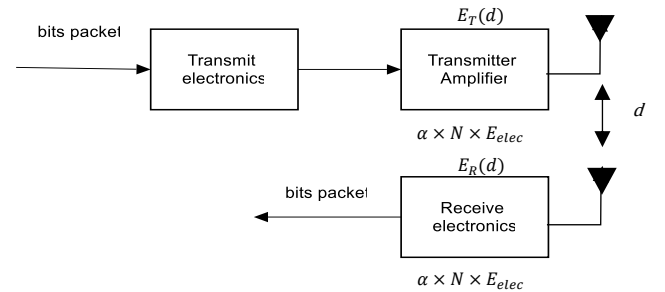 E_T(d)
bits packet
Transmit
electronics
Transmitter
Amplifier
d
α × N × E_elec
E_R(d)
bits packet
Receive
electronics
α × N × E_elec